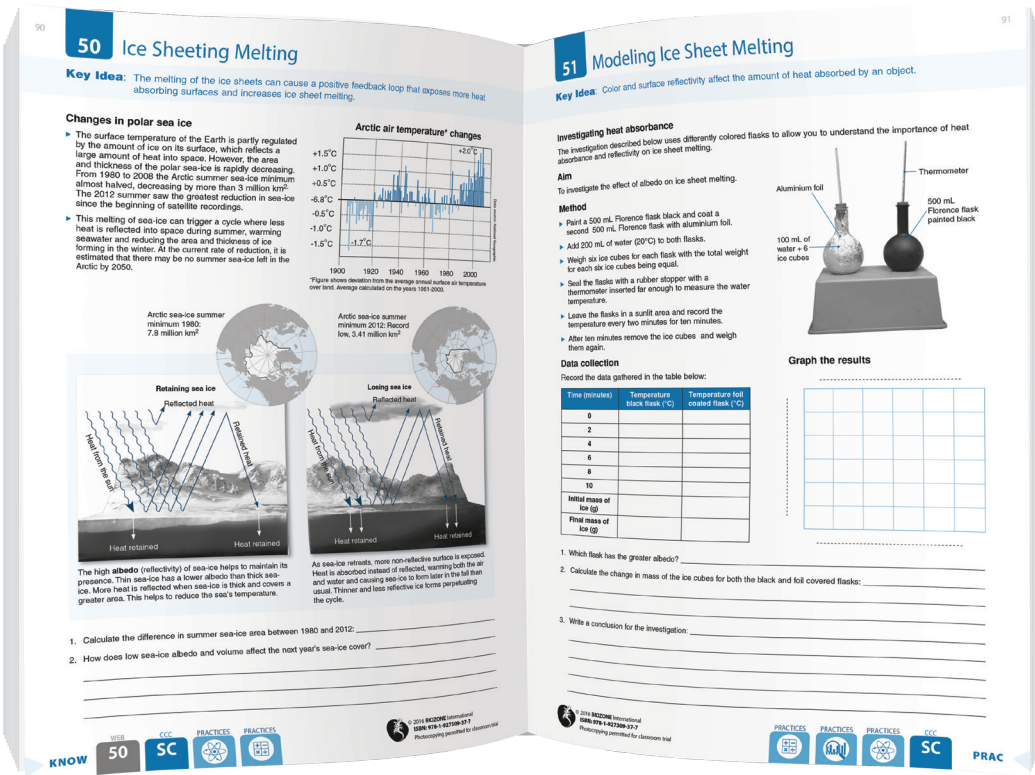 90
50 Ice Sheeting Melting
Key Idea: The melting of the ice sheets can cause a positive feedback loop that exposes more heat
absorbing surfaces and increases ice sheet melting.
Changes in polar sea ice
The surface temperature of the Earth is partly regulated
by the amount of ice on its surface, which reflects a
large amount of heat into space. However, the area
and thickness of the polar sea-ice is rapidly decreasing.
From 1980 to 2008 the Arctic summer sea-ice minimum
almost halved, decreasing by more than 3 million km².
The 2012 summer saw the greatest reduction in sea-ice
since the beginning of satellite recordings.
This melting of sea-ice can trigger a cycle where less
heat is reflected into space during summer, warming
seawater and reducing the area and thickness of ice
forming in the winter. At the current rate of reduction, it is
estimated that there may be no summer sea-ice left in the
Arctic by 2050.
Arctic air temperature* changes
+1.5°C
+1.0°C
+0.5°C
-6.8°C
-0.5°C
-1.0°C
-1.5°C
+2.0°C
-1.7°C
1900 1920 1940 1960 1980 2000
*Figure shows deviation from the average annual surface air temperature
over land. Average calculated on the years 1961-2000.
Arctic sea-ice summer
minimum 1980:
7.8 million km²
Arctic sea-ice summer
minimum 2012: Record
low, 3.41 million km²
Retaining sea ice
Reflected heat
Heat from the sun
Retained heat
Heat retained
Heat retained
Losing sea ice
Reflected heat
Heat from the sun
Retained heat
Heat retained
Heat retained
The high albedo (reflectivity) of sea-ice helps to maintain its
presence. Thin sea-ice has a lower albedo than thick sea-
ice. More heat is reflected when sea-ice is thick and covers a
greater area. This helps to reduce the sea's temperature.
As sea-ice retreats, more non-reflective surface is exposed.
Heat is absorbed instead of reflected, warming both the air
and water and causing sea-ice to form later in the fall than
usual. Thinner and less reflective ice forms perpetuating
the cycle.
1. Calculate the difference in summer sea-ice area between 1980 and 2012:
2. How does low sea-ice albedo and volume affect the next year's sea-ice cover?
© 2016 BIOZONE International
ISBN: 978-1-927309-37-7
Photocopying permitted for classroom trial
KNOW
WEB
50
CCC
SC
PRACTICES
PRACTICES
91
51 Modeling Ice Sheet Melting
Key Idea: Color and surface reflectivity affect the amount of heat absorbed by an object.
Investigating heat absorbance
The investigation described below uses differently colored flasks to allow you to understand the importance of heat
absorbance and reflectivity on ice sheet melting.
Aim
To investigate the effect of albedo on ice sheet melting.
Method
Paint a 500 mL Florence flask black and coat a
second 500 mL Florence flask with aluminium foil.
Add 200 mL of water (20°C) to both flasks.
Weigh six ice cubes for each flask with the total weight
for each six ice cubes being equal.
Seal the flasks with a rubber stopper with a
thermometer inserted far enough to measure the water
temperature.
Leave the flasks in a sunlit area and record the
temperature every two minutes for ten minutes.
After ten minutes remove the ice cubes and weigh
them again.
Aluminium foil
Thermometer
500 mL
Florence flask
painted black
100 mL of
water + 6
ice cubes
Data collection
Record the data gathered in the table below:
Time (minutes) Temperature black flask (°C) Temperature foil coated flask (°C)
0
2
4
6
8
10
Initial mass of
ice (g)
Final mass of
ice (g)
Graph the results
1. Which flask has the greater albedo?
2. Calculate the change in mass of the ice cubes for both the black and foil covered flasks:
3. Write a conclusion for the investigation:
© 2016 BIOZONE International
ISBN: 978-1-927309-37-7
Photocopying permitted for classroom trial
PRACTICES
PRACTICES
PRACTICES
CCC
SC
PRAC